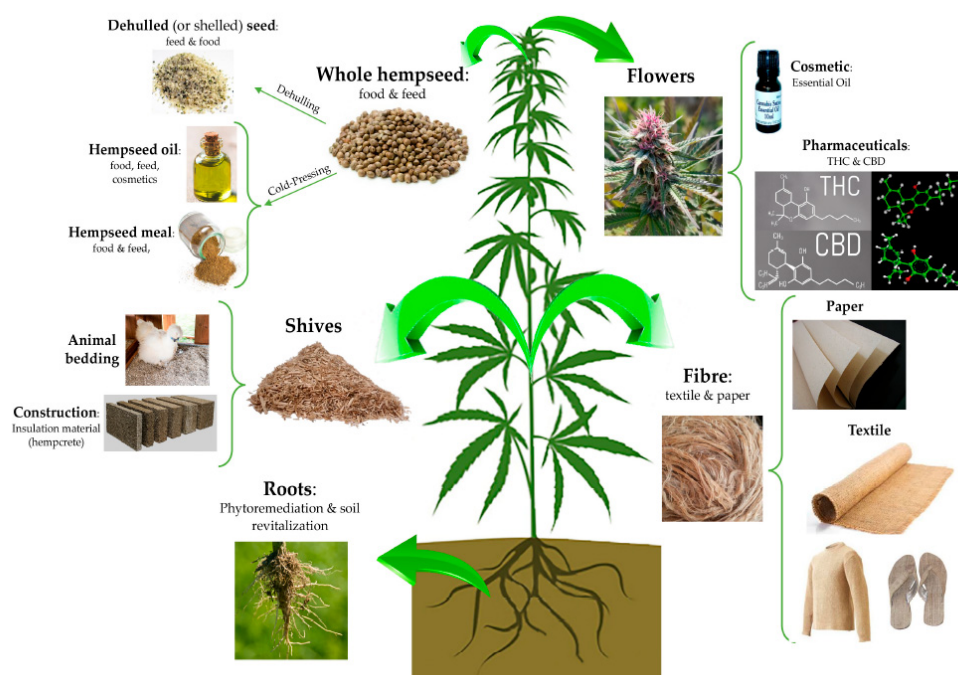 Dehulled (or shelled) seed:
feed & food
Dehulling
Whole hempseed:
food & feed
Hempseed oil:
food, feed,
cosmetics
Cold-Pressing
Hempseed meal:
food & feed,
Flowers
Cosmetic:
Essential Oil
Essential Oil
Pharmaceuticals:
THC & CBD
THC
CBD
Animal
bedding
Shives
Construction:
Insulation material
(hempcrete)
Roots:
Phytoremediation & soil
revitalization
Fibre:
textile & paper
Paper
Textile